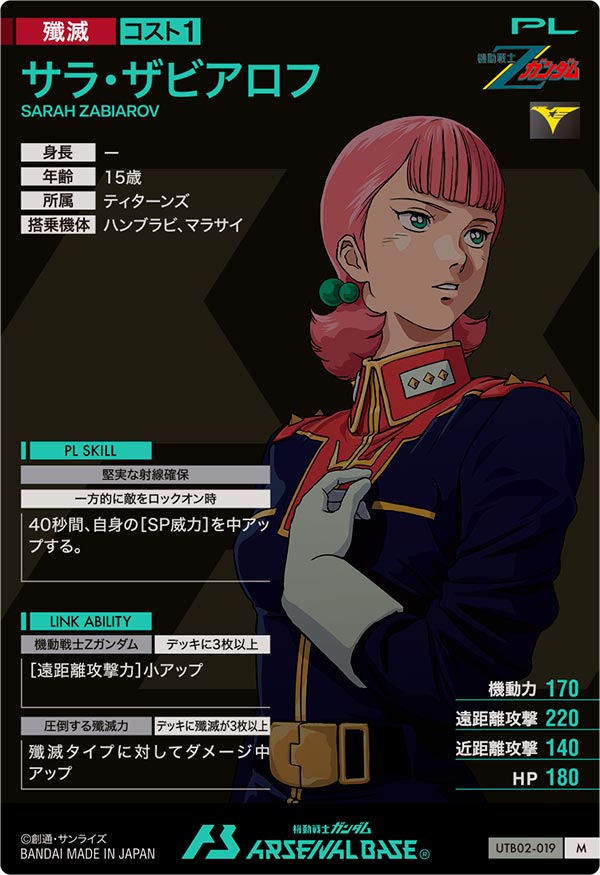 殲滅 コスト1 PL
サラ・ザビアロフ
SARAH ZABIAROV
機動戦士Zガンダム
身長 ー
年齢 15歳
所属 ティターンズ
搭乗機体 ハンブラビ、マラサイ
PL SKILL
堅実な射線確保
一方的に敵をロックオン時
40秒間、自身の[SP威力]を中アッ
プする。
LINK ABILITY
機動戦士Zガンダム デッキに3枚以上
[遠距離攻撃力]小アップ
圧倒する殲滅力 デッキに殲滅が3枚以上
殲滅タイプに対してダメージ中
アップ
機動力 170
遠距離攻撃 220
近距離攻撃 140
HP 180
©創通・サンライズ
BANDAI MADE IN JAPAN
機動戦士ガンダム
ARSENAL BASE®
UTB02-019 M